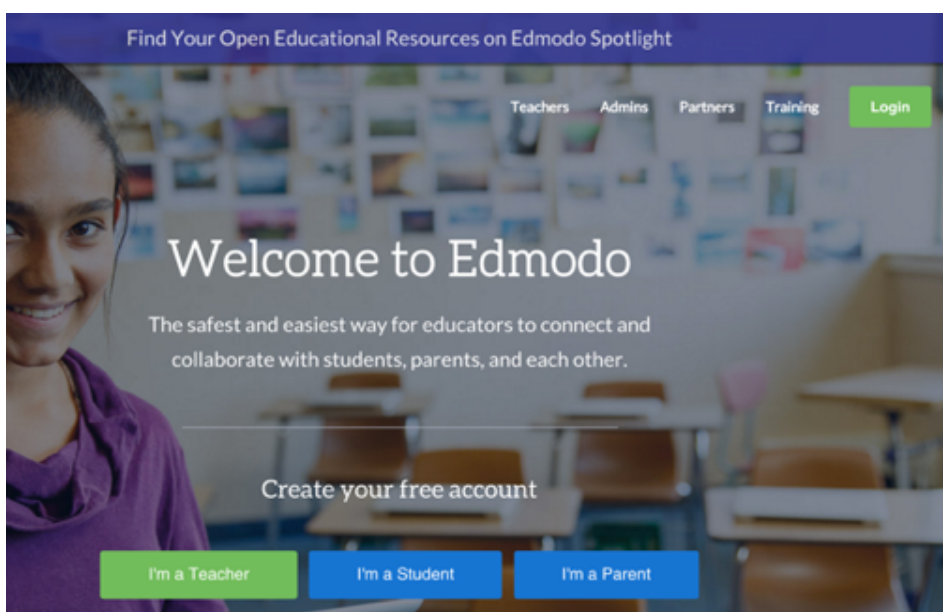 Find Your Open Educational Resources on Edmodo Spotlight
Teachers Admins Partners Training Login
Welcome to Edmodo
The safest and easiest way for educators to connect and
collaborate with students, parents, and each other.
Create your free account
I'm a Teacher I'm a Student I'm a Parent